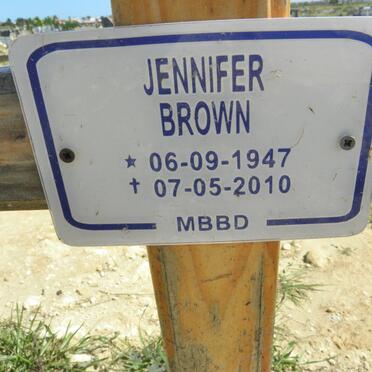 JENNIFER
BROWN
★ 06-09-1947
✝ 07-05-2010
MBBD